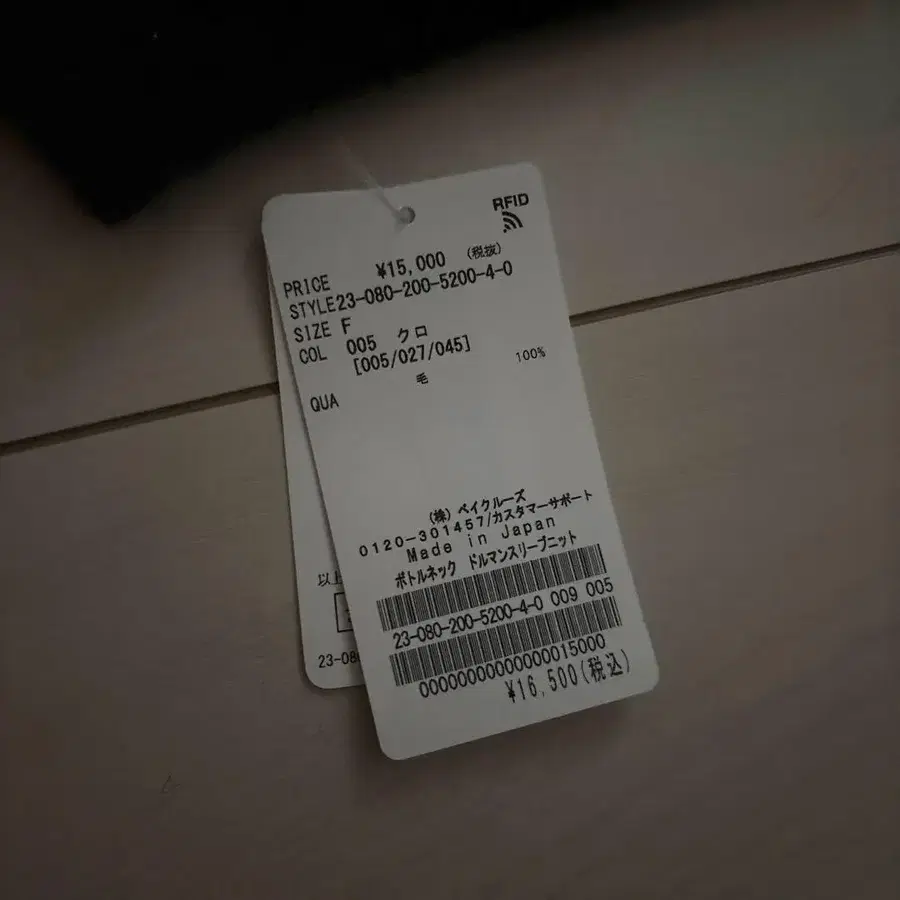 RFID
PRICE ¥15,000 (税抜)
STYLE23-080-200-5200-4-0
SIZE F
COL 005 クロ
[005/027/045]
毛 100%
QUA
(株) ベイクルーズ
0120-301457/カスタマーサポート
Made in Japan
ボトルネック ドルマンスリーブニット
23-080-200-5200-4-0 009 005
00000000000000015000
¥16,500(税込)
以上
23-080